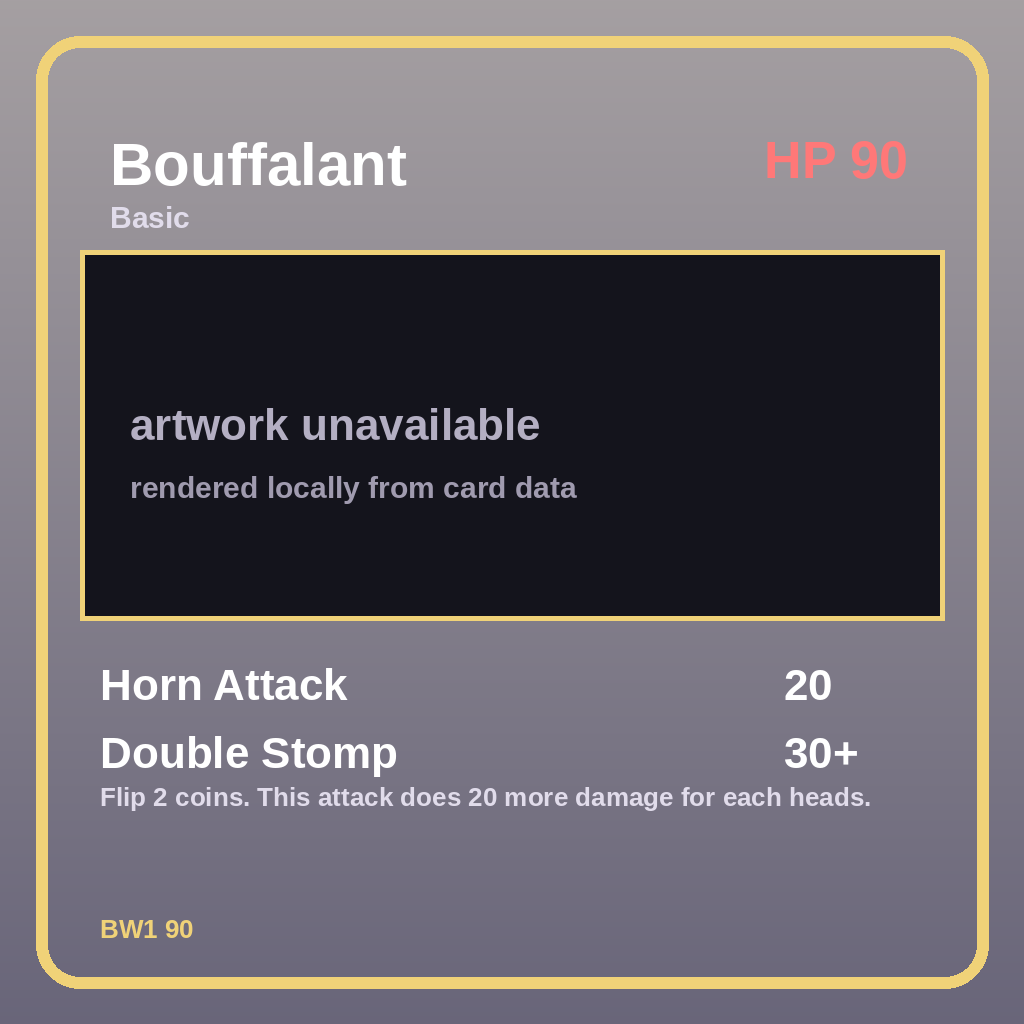 Bouffalant
HP 90
Basic
artwork unavailable
rendered locally from card data
Horn Attack 20
Double Stomp 30+
Flip 2 coins. This attack does 20 more damage for each heads.
BW1 90